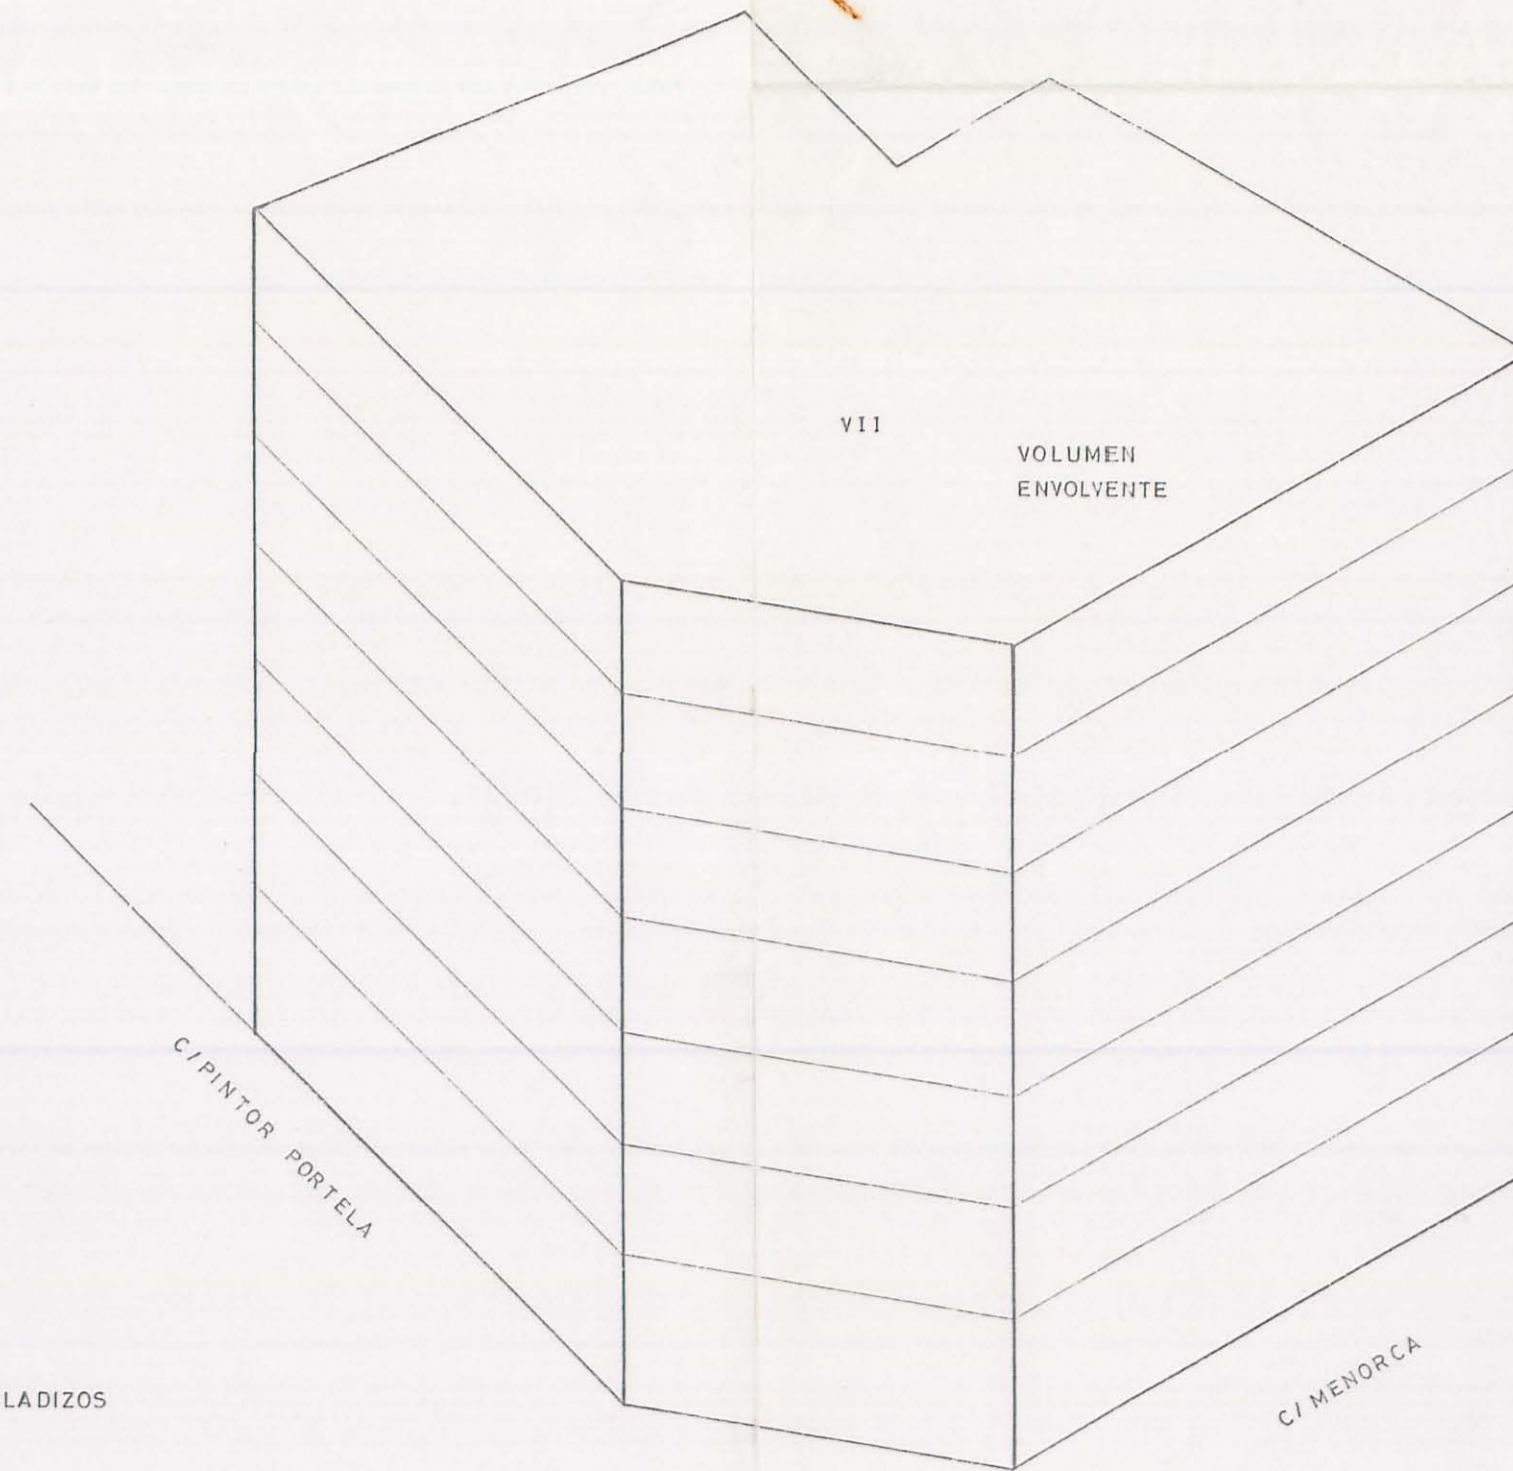 VII
VOLUMEN
ENVOLVENTE
C/PINTOR PORTELA
LADIZOS
C/MENORCA